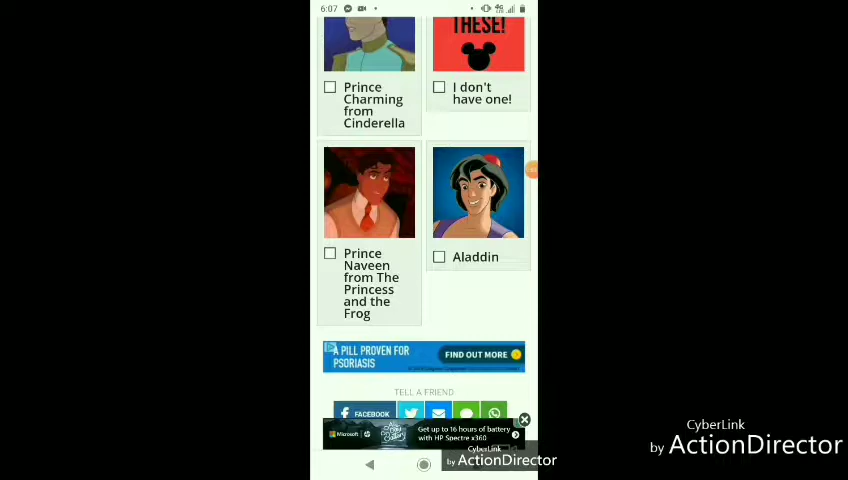 6:07
THESE!
Prince
Charming
from
Cinderella
I don't
have one!
Prince
Naveen
from The
Princess
and the
Frog
Aladdin
A PILL PROVEN FOR
PSORIASIS
FIND OUT MORE
TELL A FRIEND
FACEBOOK
Microsoft
hp
Get up to 16 hours of battery
with HP Spectre x360
CyberLink
by ActionDirector
CyberLink
by ActionDirector